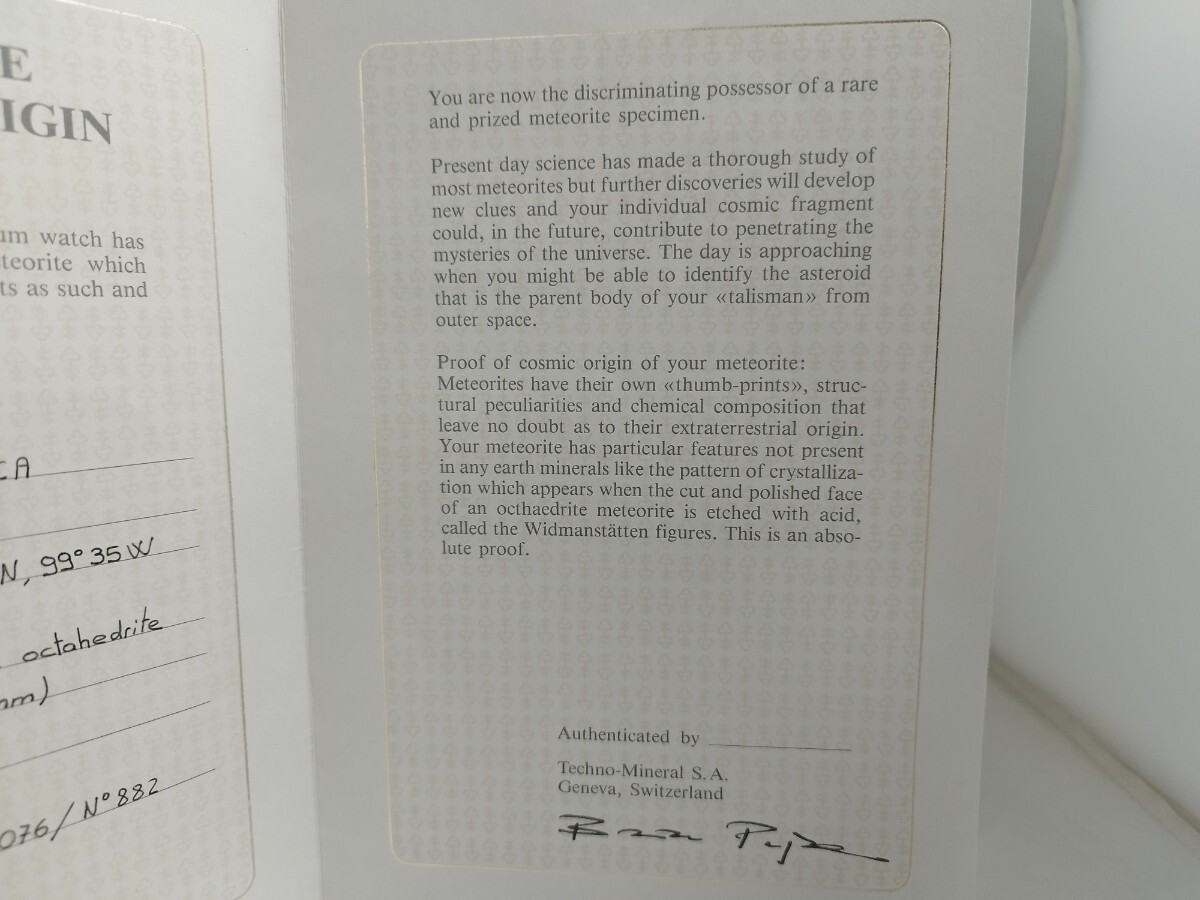 E
IGIN
um watch has
teorite which
ts as such and
CA
N, 99° 35 W
octahedrite
mm)
076/N° 882
You are now the discriminating possessor of a rare
and prized meteorite specimen.
Present day science has made a thorough study of
most meteorites but further discoveries will develop
new clues and your individual cosmic fragment
could, in the future, contribute to penetrating the
mysteries of the universe. The day is approaching
when you might be able to identify the asteroid
that is the parent body of your «talisman» from
outer space.
Proof of cosmic origin of your meteorite:
Meteorites have their own «thumb-prints», struc-
tural peculiarities and chemical composition that
leave no doubt as to their extraterrestrial origin.
Your meteorite has particular features not present
in any earth minerals like the pattern of crystalliza-
tion which appears when the cut and polished face
of an octhaedrite meteorite is etched with acid,
called the Widmanstätten figures. This is an abso-
lute proof.
Authenticated by
Techno-Mineral S.A.
Geneva, Switzerland